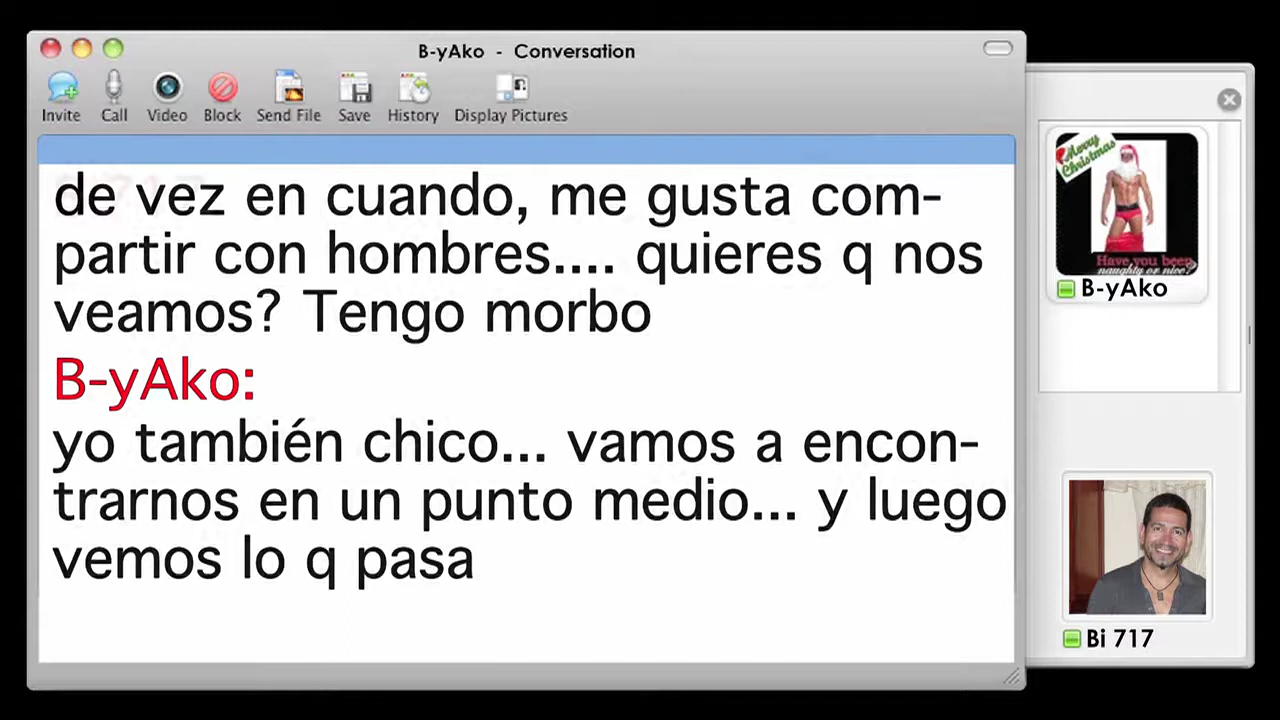 B-yAko - Conversation
Invite Call Video Block Send File Save History Display Pictures
de vez en cuando, me gusta com-
partir con hombres.... quieres q nos
veamos? Tengo morbo
B-yAko:
yo también chico... vamos a encon-
trarnos en un punto medio... y luego
vemos lo q pasa
Merry
Christmas
Have you been
naughty or nice?
B-yAko
Bi 717